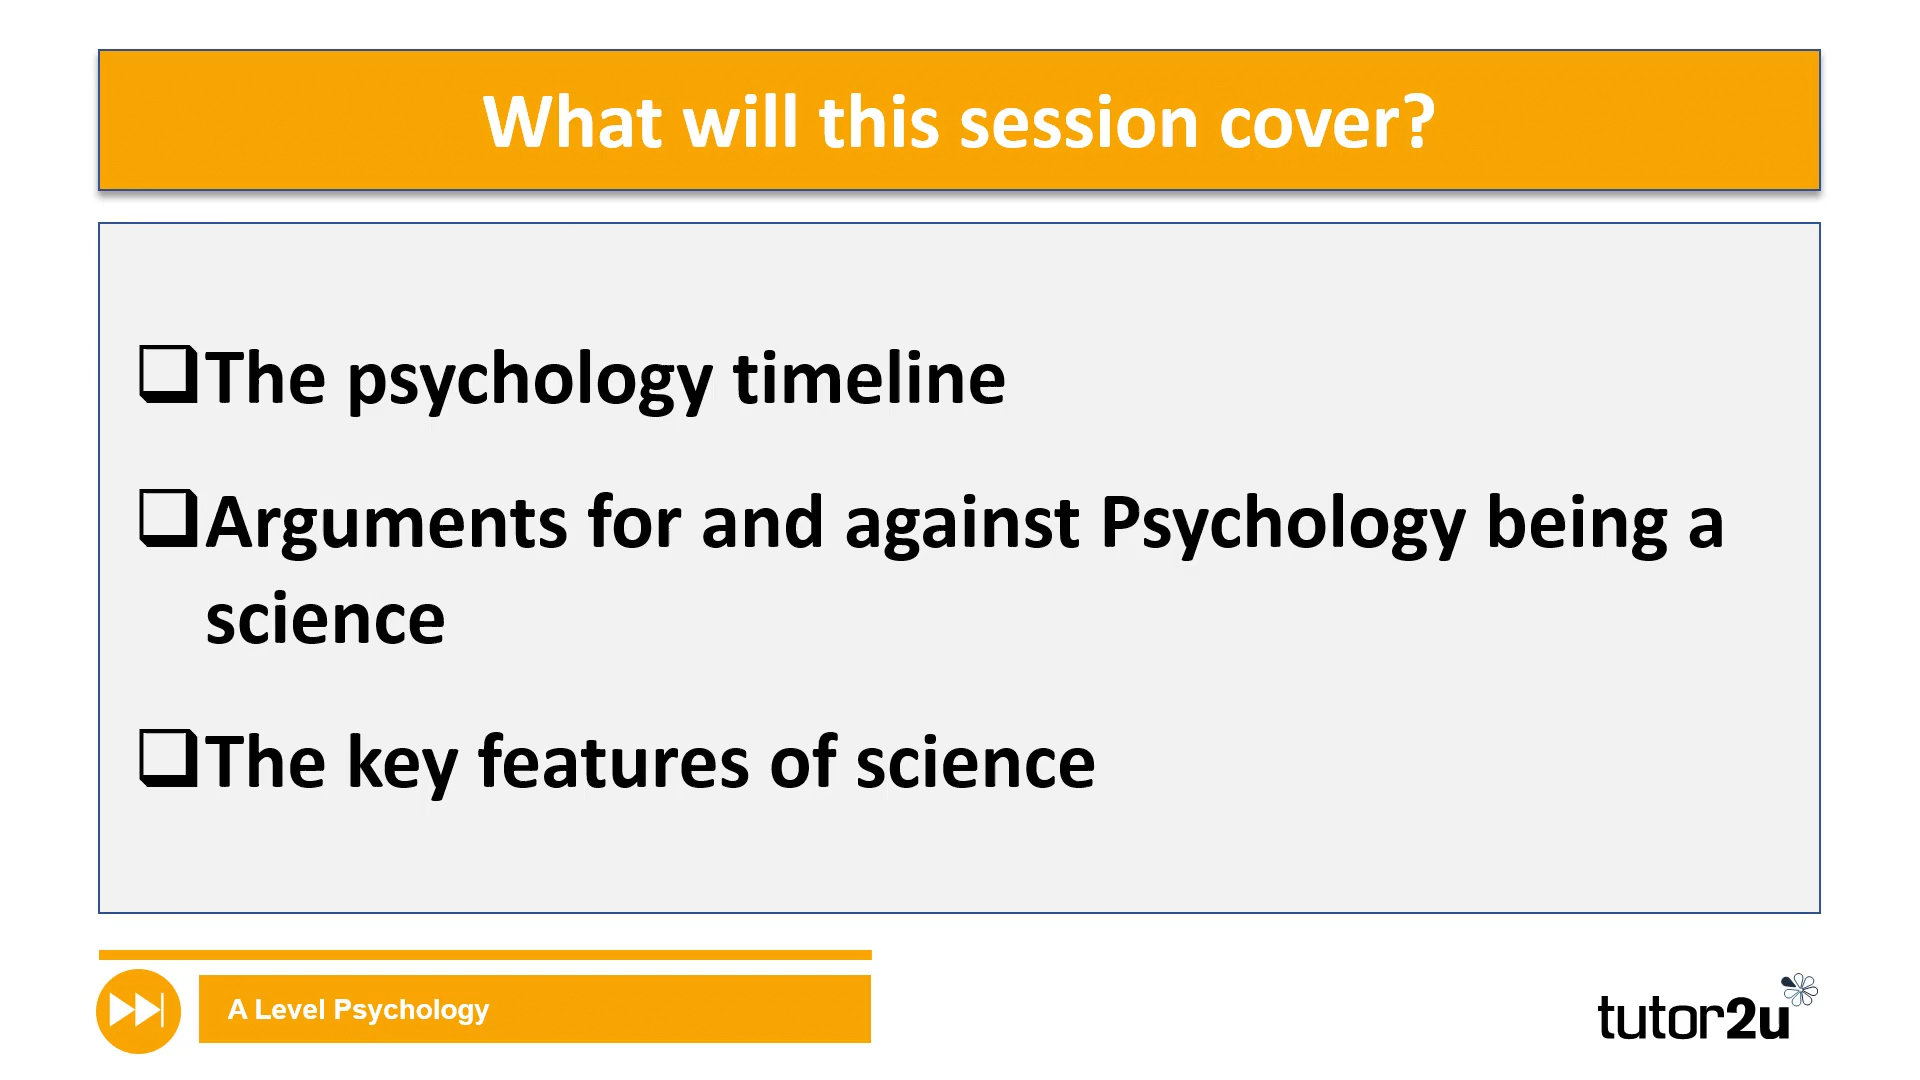 What will this session cover?
The psychology timeline
Arguments for and against Psychology being a
science
The key features of science
A Level Psychology
tutor2u